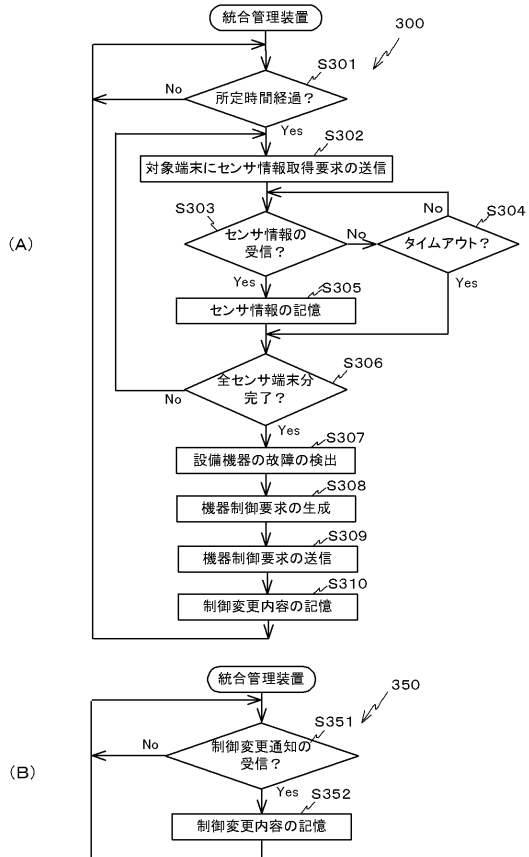 統合管理装置
300
S301
所定時間経過?
No
Yes
S302
対象端末にセンサ情報取得要求の送信
S303
センサ情報の
受信?
No
No
S304
タイムアウト?
(A)
Yes
Yes
S305
センサ情報の記憶
S306
全センサ端末分
完了?
No
Yes
S307
設備機器の故障の検出
S308
機器制御要求の生成
S309
機器制御要求の送信
S310
制御変更内容の記憶
統合管理装置
350
S351
制御変更通知の
受信?
No
(B)
Yes
S352
制御変更内容の記憶